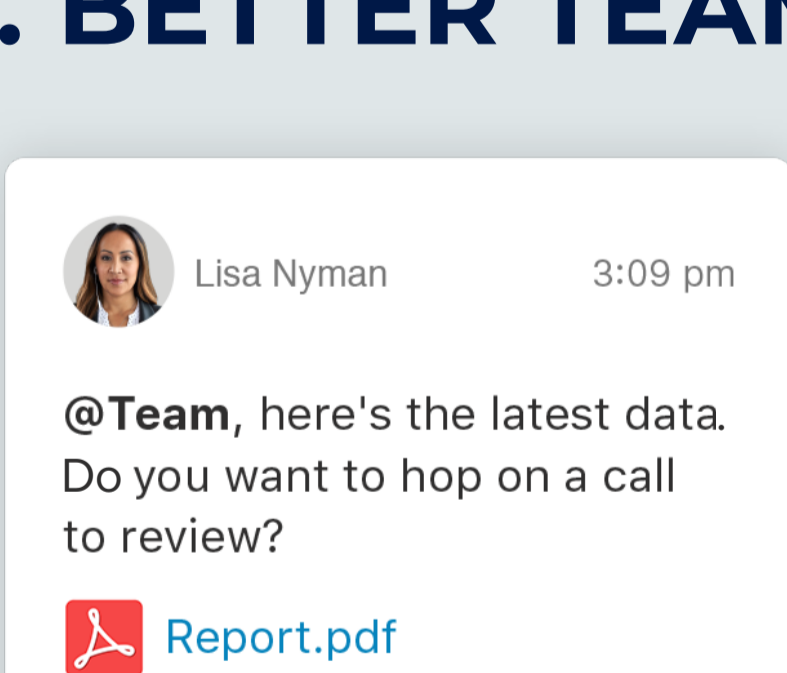 . BETTER TEAM
Lisa Nyman 3:09 pm
@Team, here's the latest data.
Do you want to hop on a call
to review?
Report.pdf